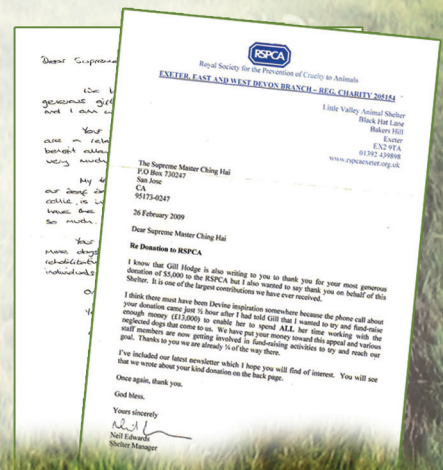 Dear Supreme
generous gift
and I am
Your
are a
benefit
very much
My
our
cattle, is in
have the
so much.
Your
more dogs
rehabilitation
individuals
RSPCA
Royal Society for the Prevention of Cruelty to Animals
EXETER, EAST AND WEST DEVON BRANCH – REG. CHARITY 205154
Little Valley Animal Shelter
Black Hat Lane
Bakers Hill
Exeter
EX2 9TA
01392 439898
www.rspcaexeter.org.uk
The Supreme Master Ching Hai
P.O Box 730247
San Jose
CA
95173-0247
26 February 2009
Dear Supreme Master Ching Hai
Re Donation to RSPCA
I know that Gill Hodge is also writing to you to thank you for your most generous
donation of $5,000 to the RSPCA but I also wanted to say thank you on behalf of this
Shelter. It is one of the largest contributions we have ever received.
I think there must have been Devine inspiration somewhere because the phone call about
your donation came just ½ hour after I had told Gill that I wanted to try and fund-raise
enough money (£13,000) to enable her to spend ALL her time working with the
neglected dogs that come to us. We have put your money toward this appeal and various
staff members are now getting involved in fund-raising activities to try and reach our
goal. Thanks to you we are already ¼ of the way there.
I've included our latest newsletter which I hope you will find of interest. You will see
that we wrote about your kind donation on the back page.
Once again, thank you.
God bless.
Yours sincerely
Neil Edwards
Shelter Manager